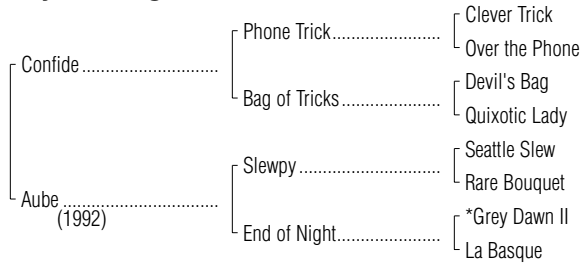 Clever Trick
Phone Trick
Over the Phone
Confide
Devil's Bag
Bag of Tricks
Quixotic Lady
Seattle Slew
Slewpy
Rare Bouquet
Aube
(1992)
*Grey Dawn II
End of Night
La Basque